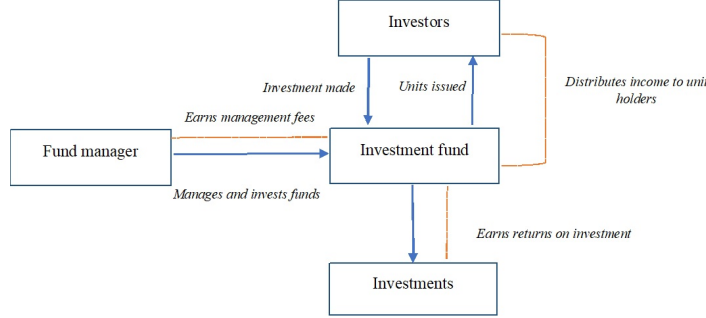 Investors
Investment made
Units issued
Distributes income to unit
holders
Earns management fees
Fund manager
Investment fund
Manages and invests funds
Earns returns on investment
Investments